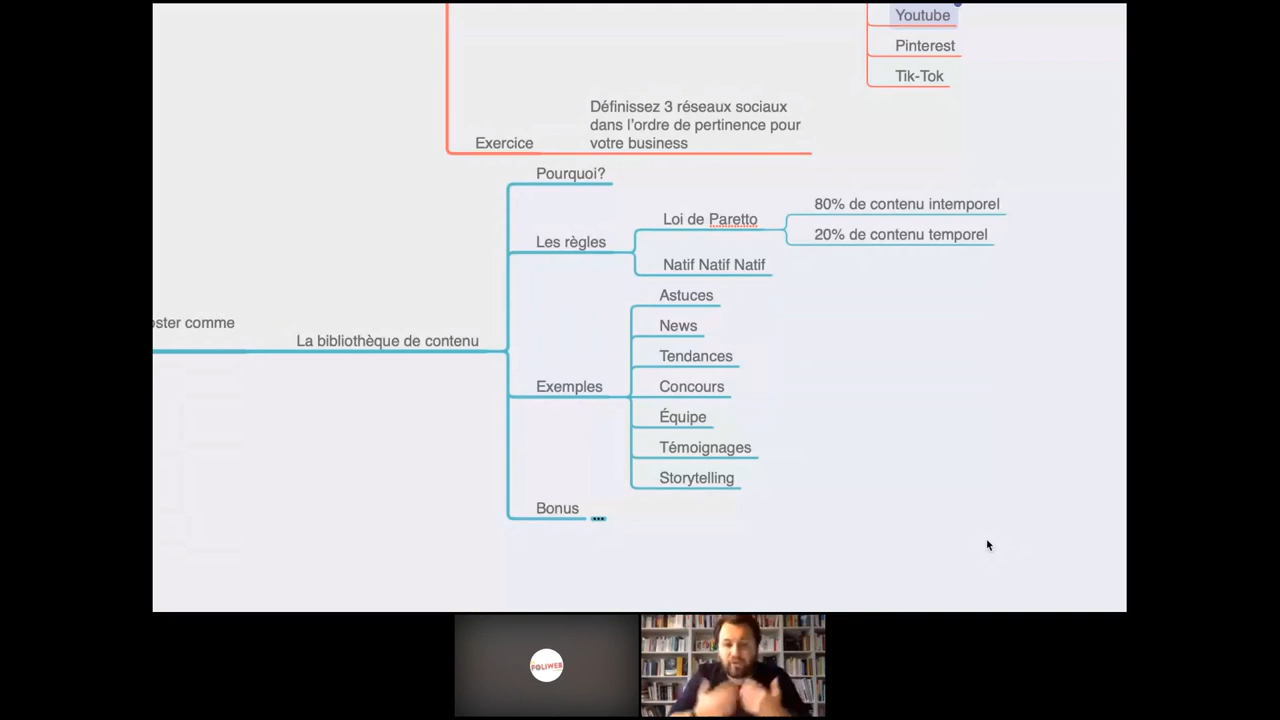 Youtube
Pinterest
Tik-Tok
Définissez 3 réseaux sociaux
dans l'ordre de pertinence pour
votre business
Exercice
Pourquoi?
80% de contenu intemporel
Loi de Paretto
20% de contenu temporel
Les règles
Natif Natif Natif
Astuces
News
oster comme
La bibliothèque de contenu
Tendances
Exemples
Concours
Équipe
Témoignages
Storytelling
Bonus
POLIWEB